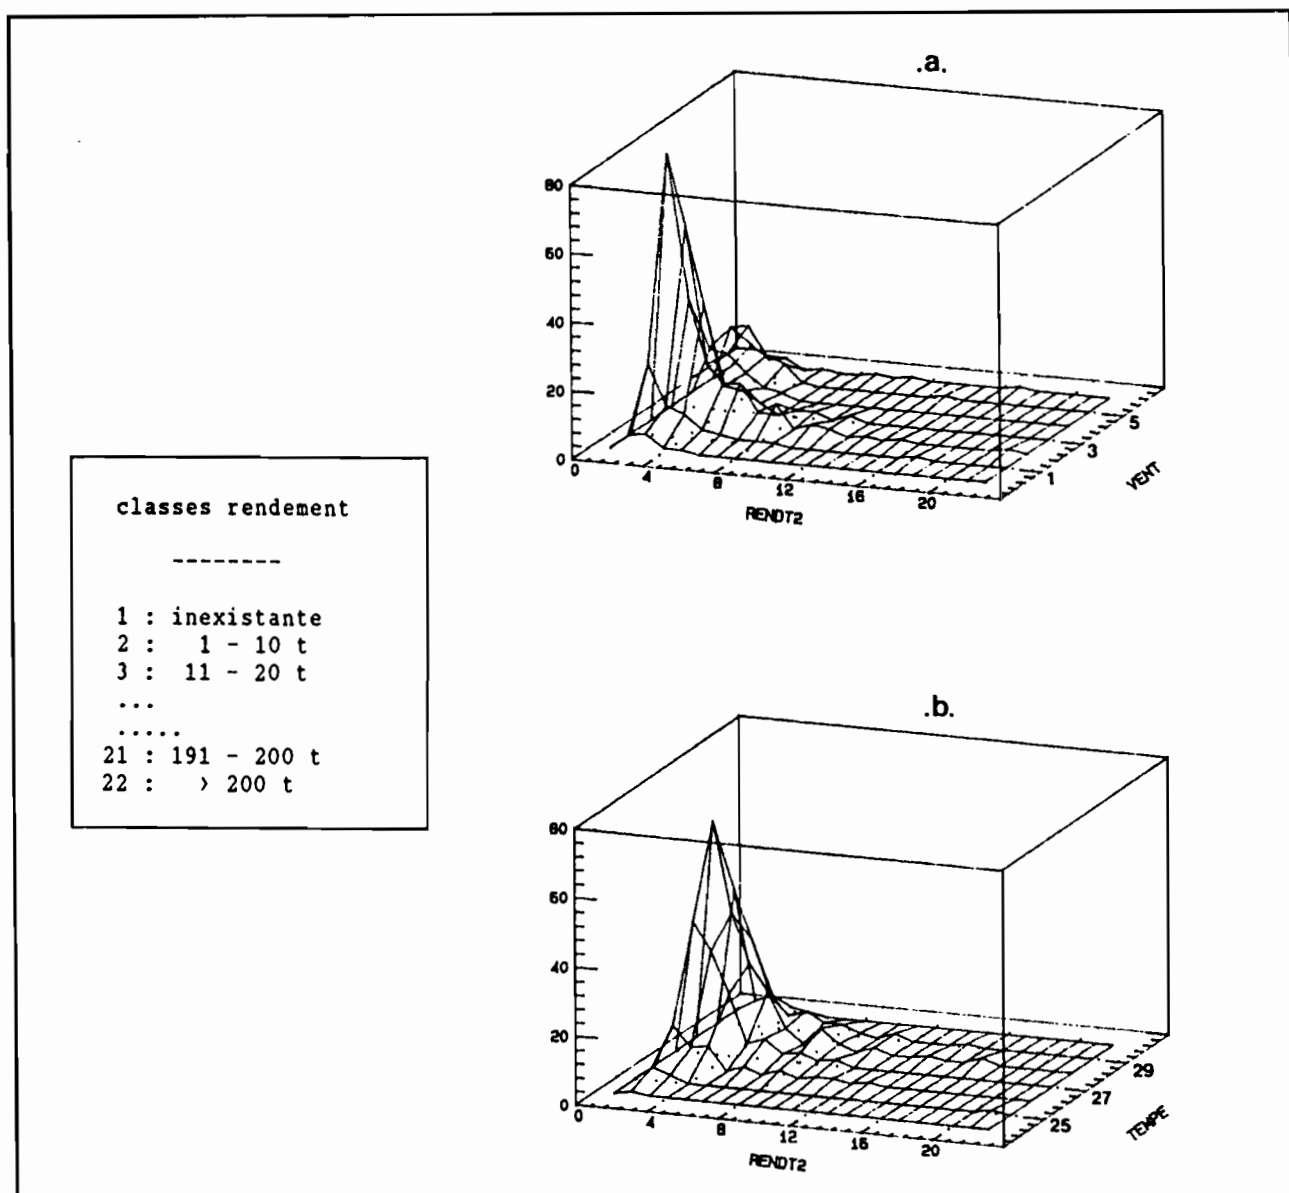 classes rendement
--------
1 : inexistante
2 : 1 - 10 t
3 : 11 - 20 t
...
.....
21 : 191 - 200 t
22 : > 200 t
.a.
80
60
40
20
0
0
4
8
12
16
20
RENDT2
1
3
5
VENT
.b.
80
60
40
20
0
0
4
8
12
16
20
RENDT2
25
27
29
TEMPE